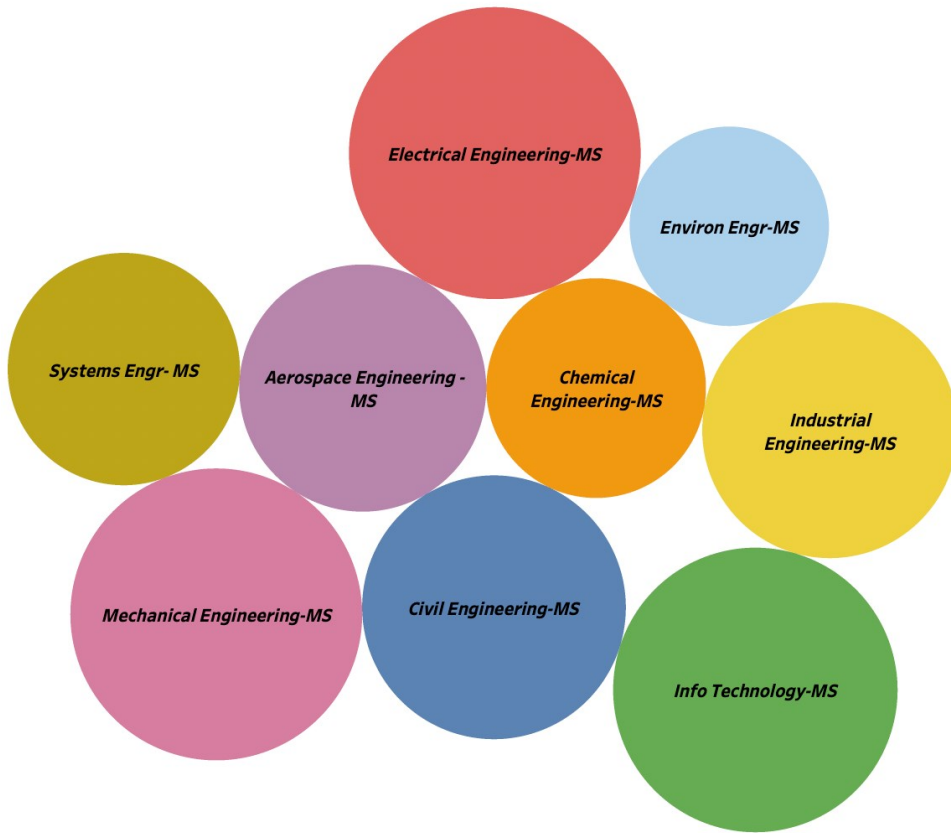 Electrical Engineering-MS
Environ Engr-MS
Systems Engr- MS
Aerospace Engineering -
MS
Chemical
Engineering-MS
Industrial
Engineering-MS
Mechanical Engineering-MS
Civil Engineering-MS
Info Technology-MS